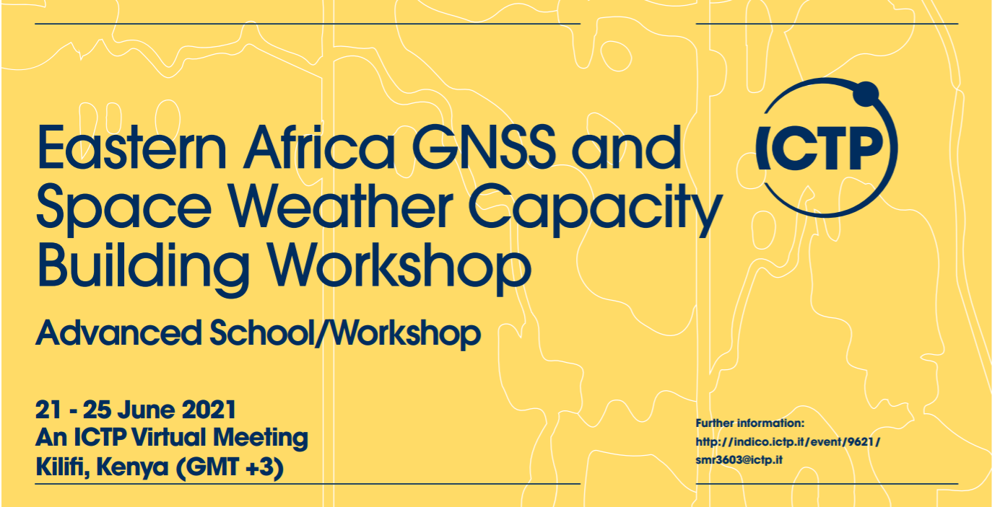 Eastern Africa GNSS and
Space Weather Capacity
Building Workshop
Advanced School/Workshop
21 - 25 June 2021
An ICTP Virtual Meeting
Kilifi, Kenya (GMT +3)
ICTP
Further information:
http://indico.ictp.it/event/9621/
smr3603@ictp.it